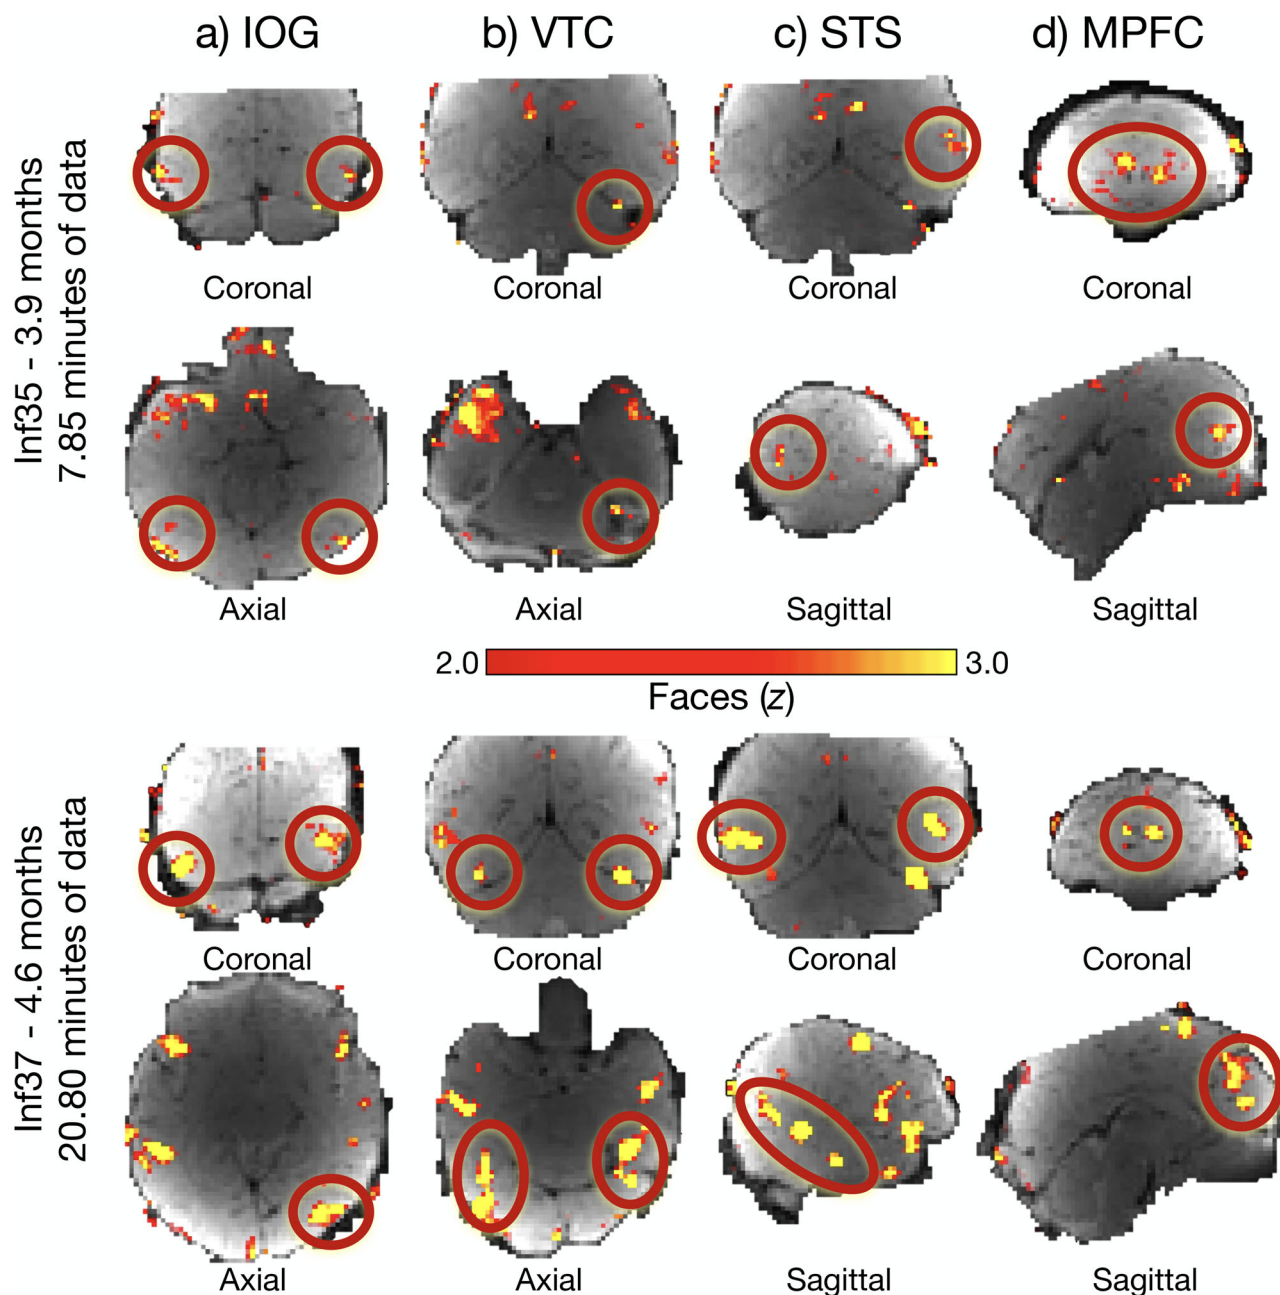 a) IOG b) VTC c) STS d) MPFC
Inf35 - 3.9 months
7.85 minutes of data
Coronal Coronal Coronal Coronal
Axial Axial Sagittal Sagittal
2.0 3.0
Faces (z)
Inf37 - 4.6 months
20.80 minutes of data
Coronal Coronal Coronal Coronal
Axial Axial Sagittal Sagittal